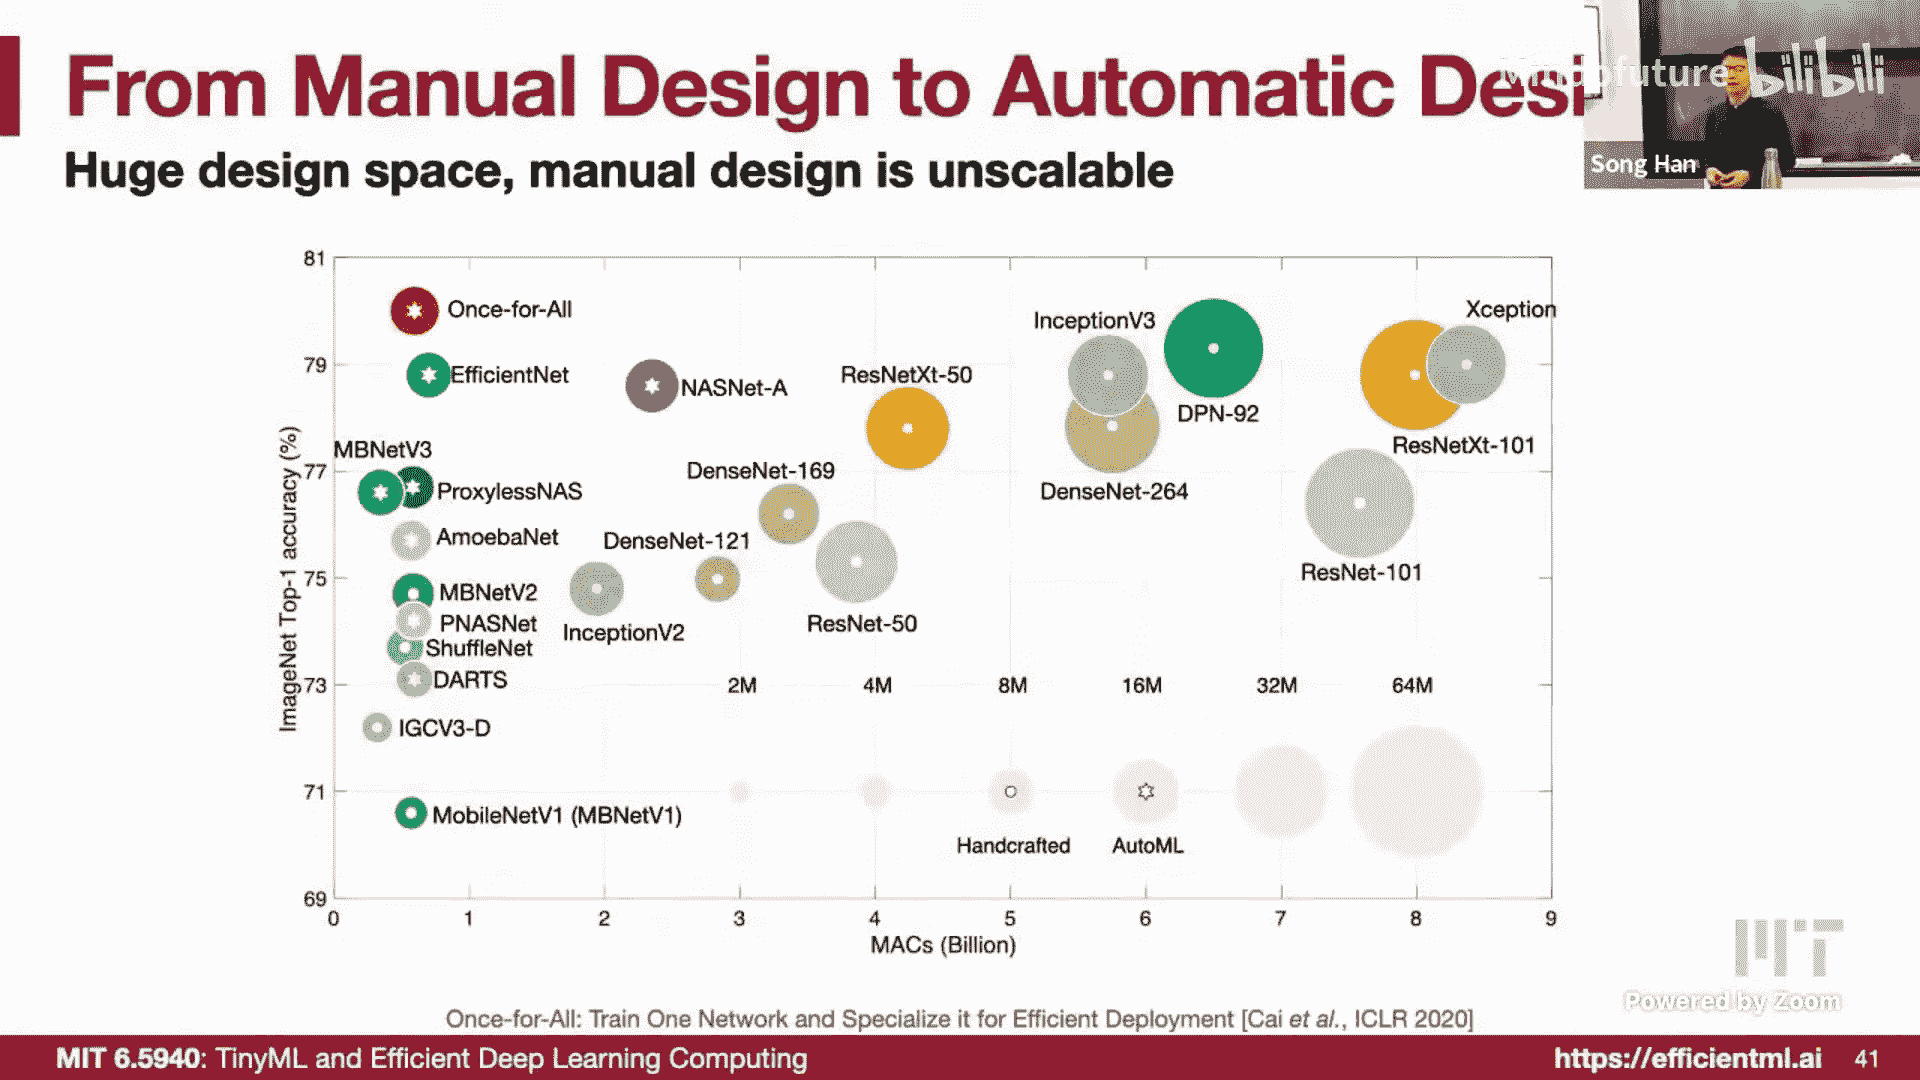 From Manual Design to Automatic Desi
Mindofuture bilibili
Song Han
Huge design space, manual design is unscalable
81
79
77
75
73
71
69
ImageNet Top-1 accuracy (%)
Once-for-All
EfficientNet
MBNetV3
ProxylessNAS
AmoebaNet
MBNetV2
PNASNet
ShuffleNet
DARTS
IGCV3-D
MobileNetV1 (MBNetV1)
NASNet-A
DenseNet-169
DenseNet-121
InceptionV2
ResNetXt-50
ResNet-50
InceptionV3
DenseNet-264
DPN-92
Xception
ResNetXt-101
ResNet-101
2M 4M 8M 16M 32M 64M
Handcrafted AutoML
0 1 2 3 4 5 6 7 8 9
MACs (Billion)
MIT
Powered by Zoom
Once-for-All: Train One Network and Specialize it for Efficient Deployment [Cai et al., ICLR 2020]
MIT 6.5940: TinyML and Efficient Deep Learning Computing
https://efficientml.ai 41